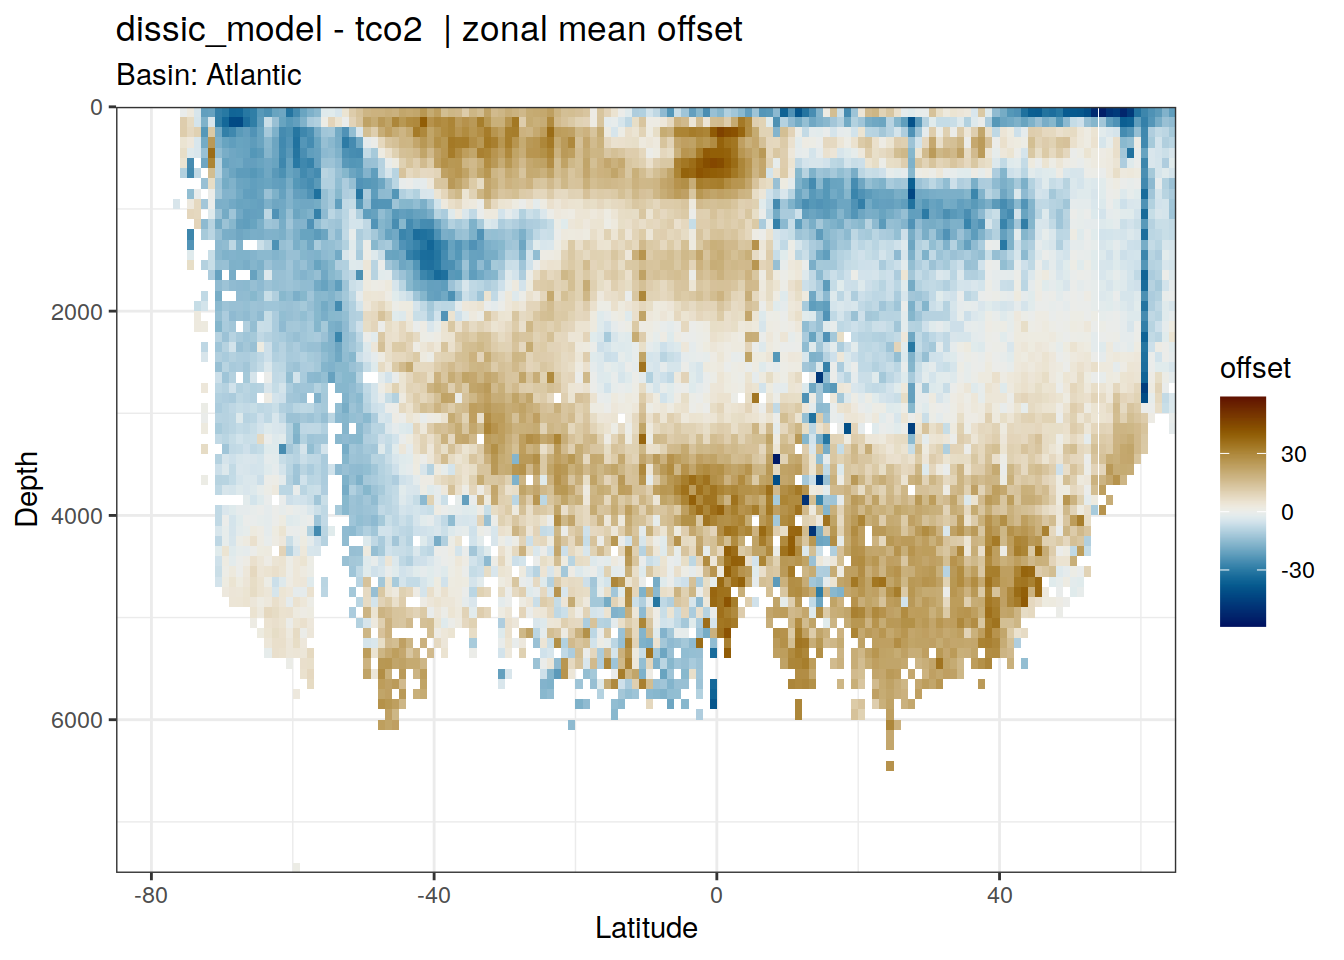 dissic_model - tco2  | zonal mean offset
Basin: Atlantic
0
2000
4000
6000
Depth
-80
-40
0
40
Latitude
offset
30
0
-30